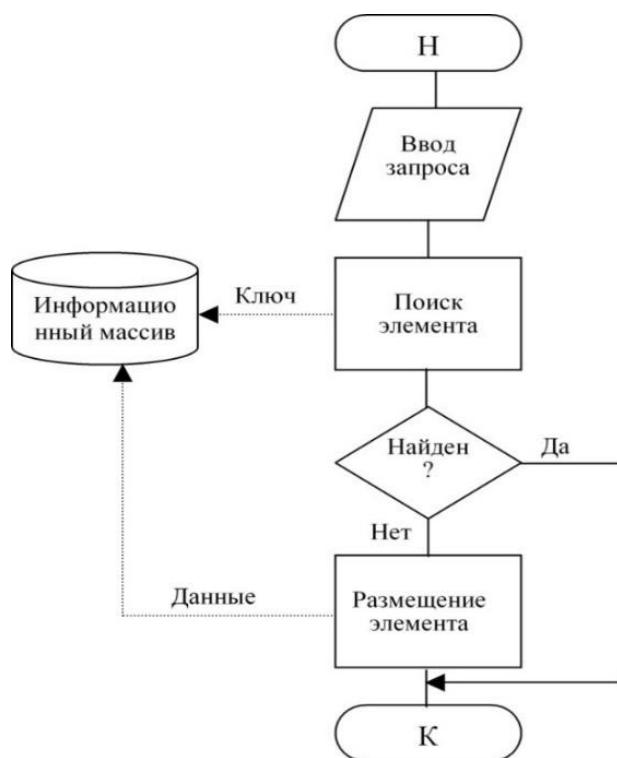 Н
Ввод
запроса
Ключ
Информацио
нный массив
Поиск
элемента
Найден
?
Да
Нет
Данные
Размещение
элемента
К